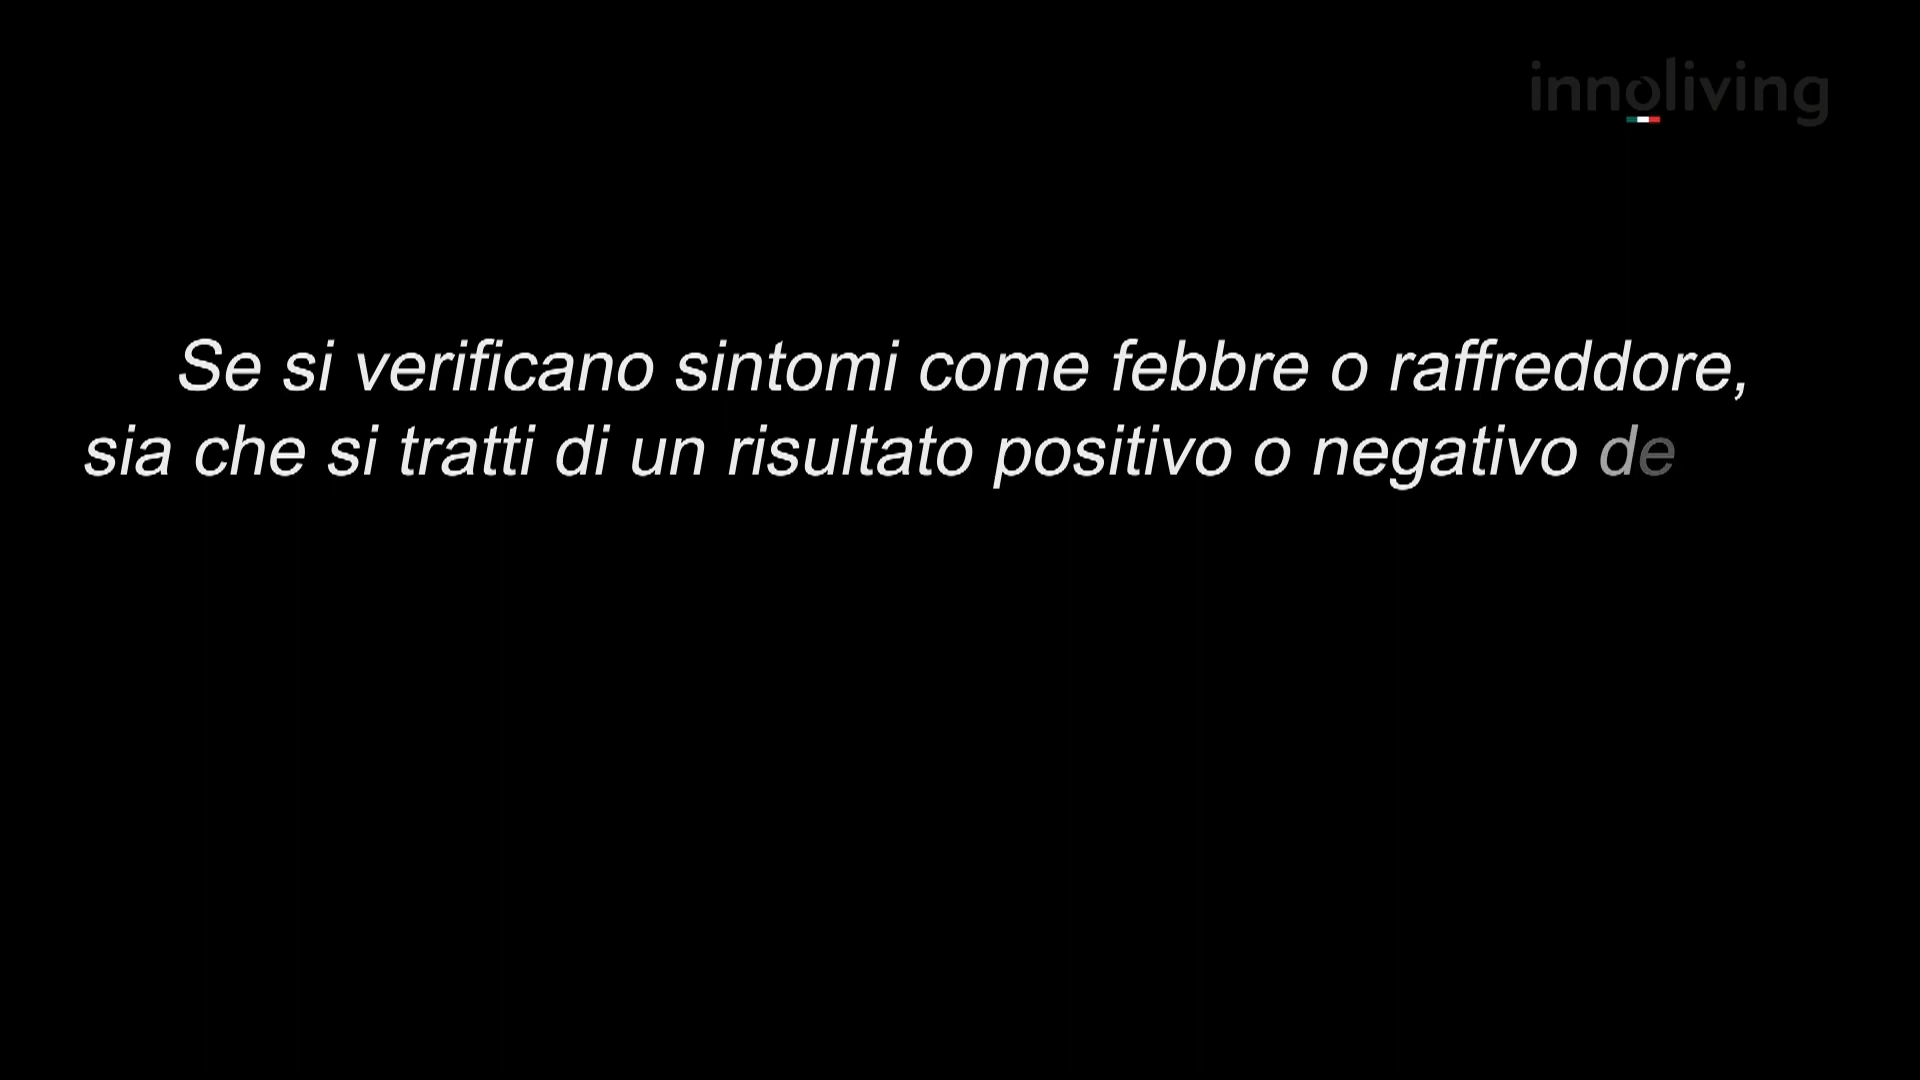 innoliving
Se si verificano sintomi come febbre o raffreddore,
sia che si tratti di un risultato positivo o negativo de